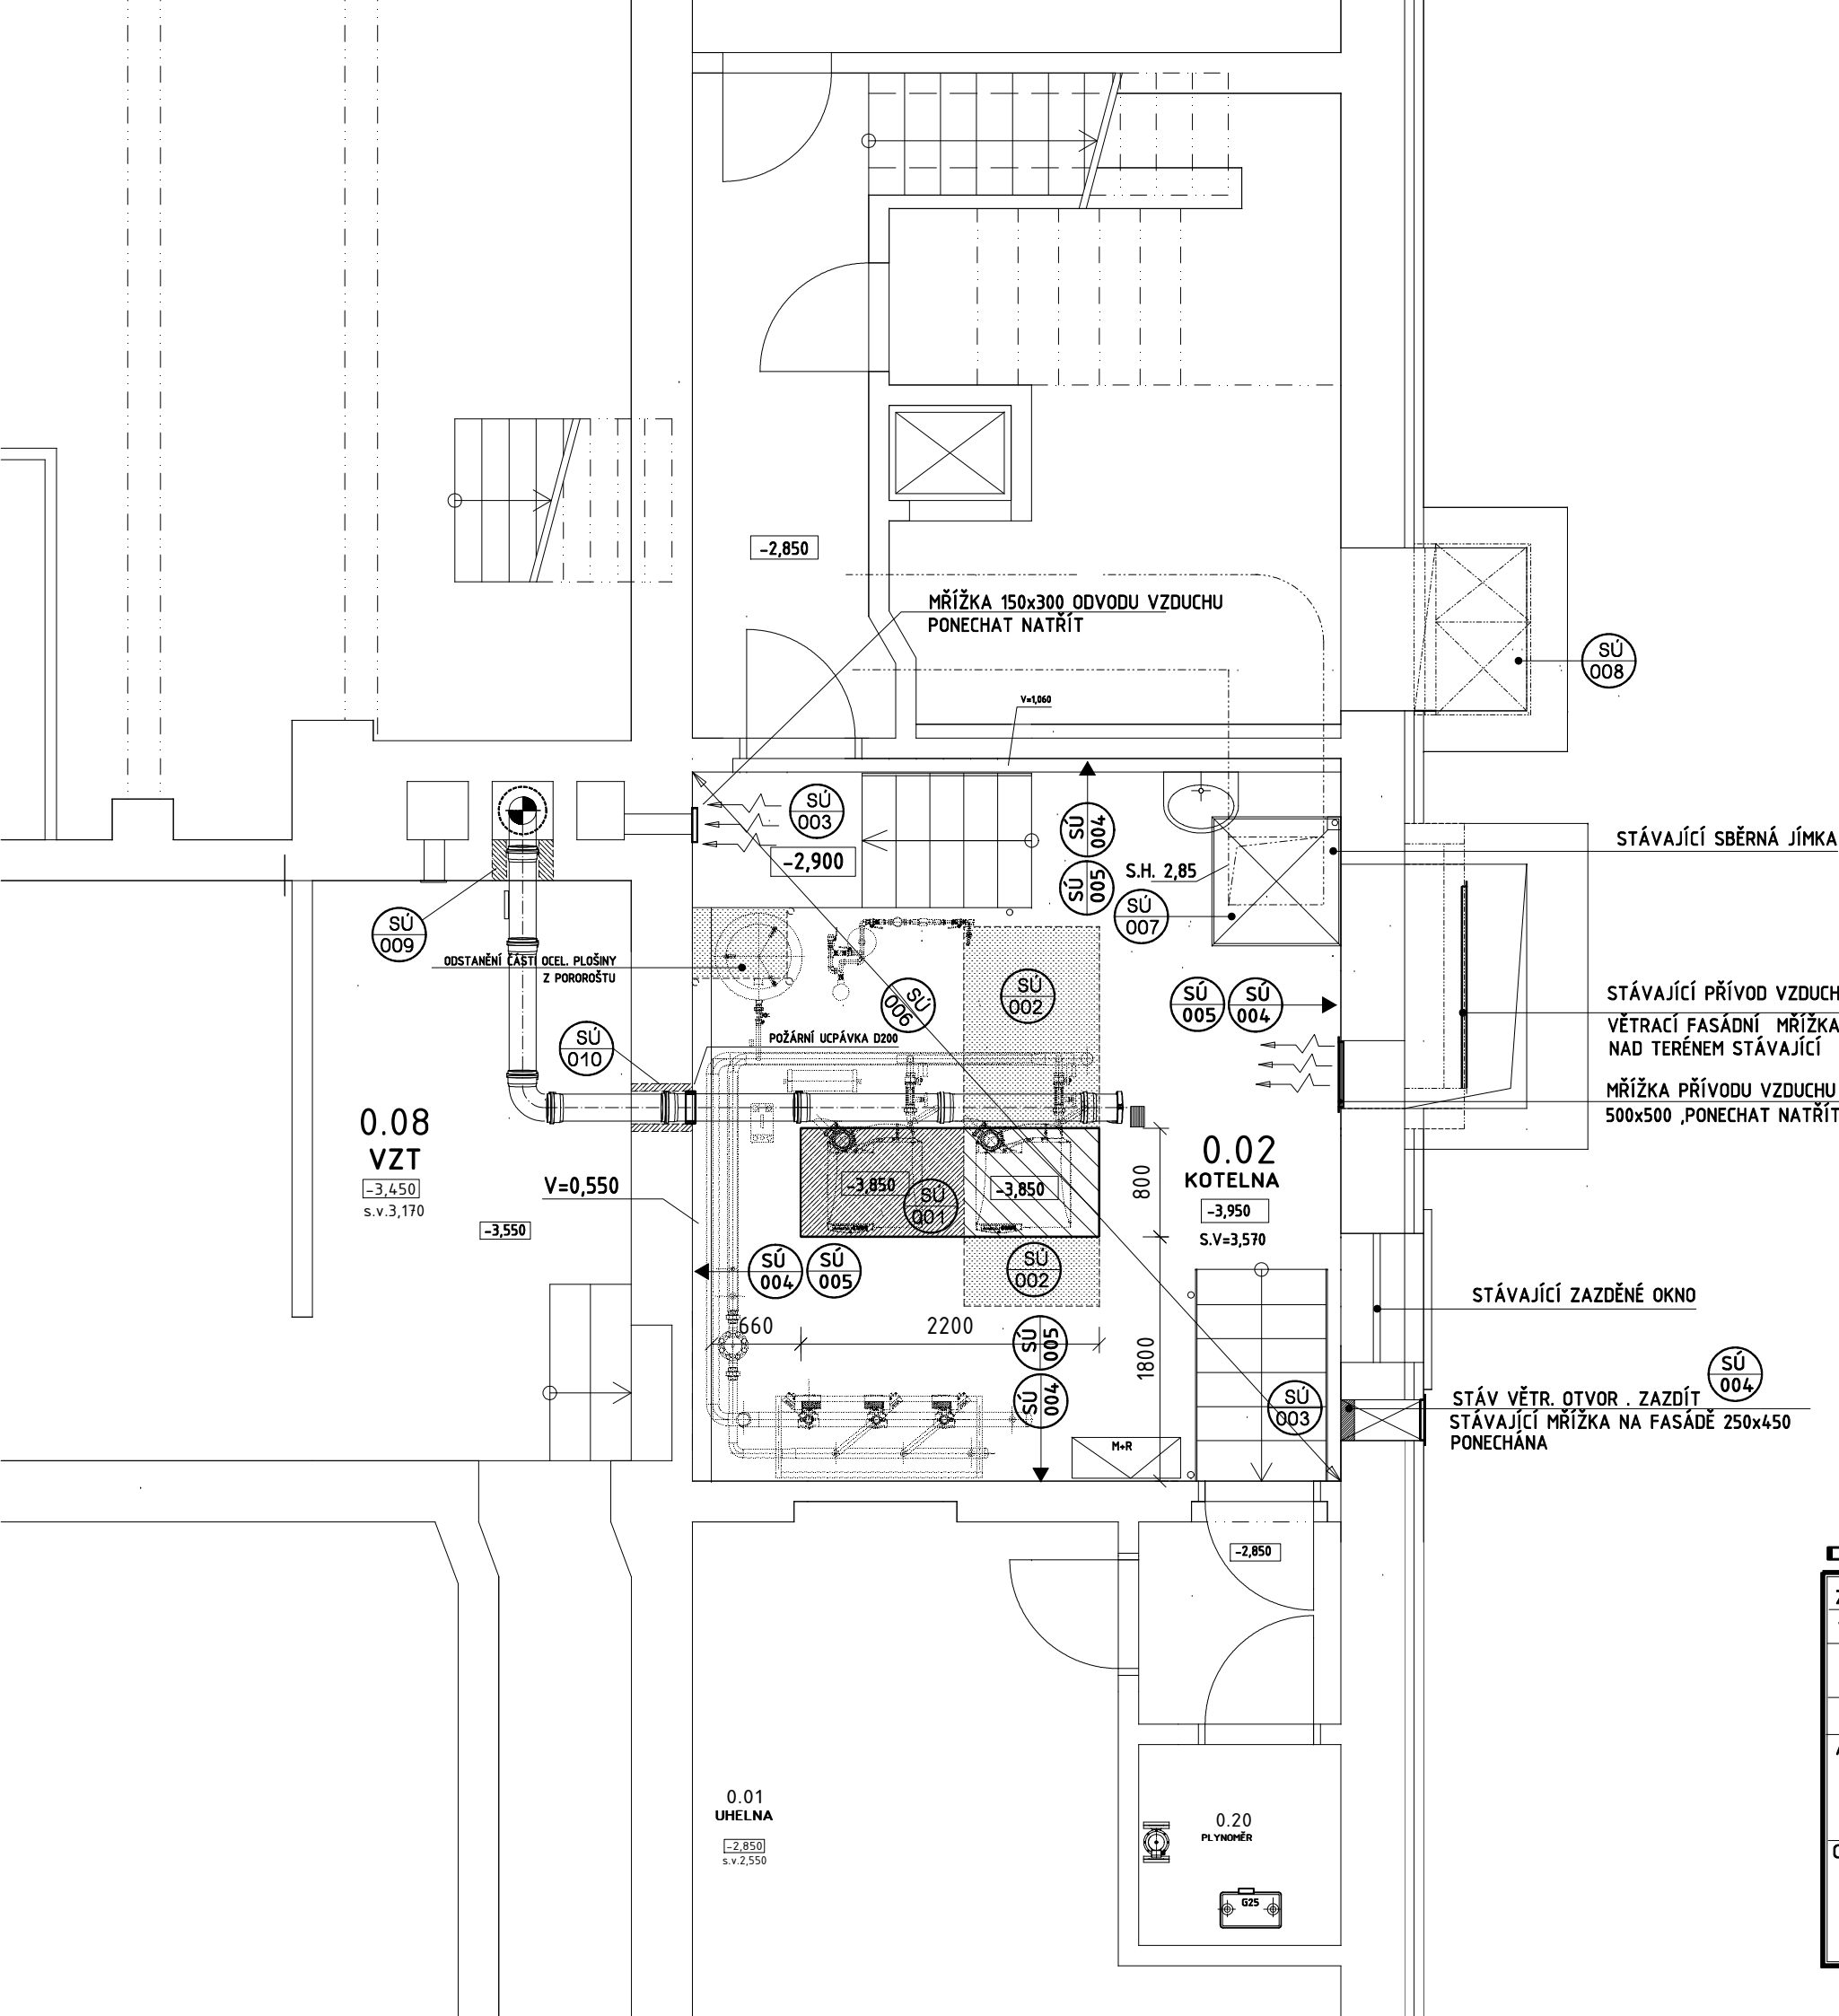 -2,850
MŘÍŽKA 150x300 ODVODU VZDUCHU
PONECHAT NATŘÍT
SÚ
008
V=1,060
SÚ
003
SÚ
004
-2,900
STÁVAJÍCÍ SBĚRNÁ JÍMKA
S.H. 2,85
SÚ
005
SÚ
007
SÚ
009
ODSTANĚNÍ ČÁSTI OCEL. PLOŠINY
Z POROROŠTU
SÚ
002
SÚ
006
SÚ
005
SÚ
004
STÁVAJÍCÍ PŘÍVOD VZDUCH
VĚTRACÍ FASÁDNÍ MŘÍŽKA
NAD TERÉNEM STÁVAJÍCÍ
SÚ
010
POŽÁRNÍ UCPÁVKA D200
MŘÍŽKA PŘÍVODU VZDUCHU
500x500 ,PONECHAT NATŘÍT
0.08
VZT
-3,450
s.v.3,170
-3,550
V=0,550
-3,850
SÚ
001
-3,850
800
0.02
KOTELNA
-3,950
S.V=3,570
SÚ
004
SÚ
005
SÚ
002
STÁVAJÍCÍ ZAZDĚNÉ OKNO
660
2200
SÚ
005
1800
SÚ
004
SÚ
003
SÚ
004
STÁV VĚTR. OTVOR . ZAZDÍT
STÁVAJÍCÍ MŘÍŽKA NA FASÁDĚ 250x450
PONECHÁNA
M+R
-2,850
0.01
UHELNA
-2,850
s.v.2,550
0.20
PLYNOMĚR
G25